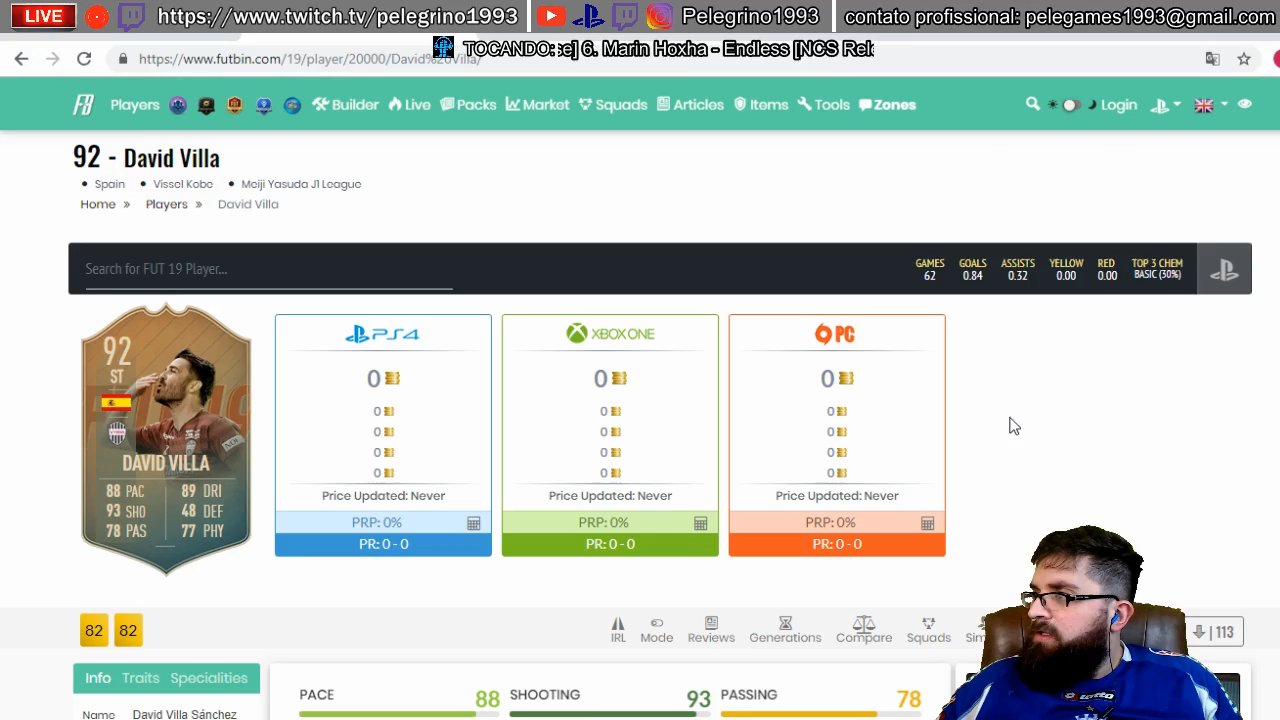 LIVE https://www.twitch.tv/pelegrino1993 Pelegrino1993 contato profissional: pelegames1993@gmail.com
TOCANDO: :e] 6. Marin Hoxha - Endless [NCS Rel
https://www.futbin.com/19/player/20000/David%20Villa/
FB Players Builder Live Packs Market Squads Articles Items Tools Zones Login
92 - David Villa
Spain Vissel Kobe Meiji Yasuda J1 League
Home » Players » David Villa
Search for FUT 19 Player...
GAMES GOALS ASSISTS YELLOW RED TOP 3 CHEM
62 0.84 0.32 0.00 0.00 BASIC (30%)
92
ST
DAVID VILLA
88 PAC 89 DRI
93 SHO 48 DEF
78 PAS 77 PHY
PS4 XBOX ONE PC
0 0 0
0 0 0
0 0 0
0 0 0
0 0 0
Price Updated: Never Price Updated: Never Price Updated: Never
PRP: 0% PRP: 0% PRP: 0%
PR: 0 - 0 PR: 0 - 0 PR: 0 - 0
82 82
IRL Mode Reviews Generations Compare Squads Sim
113
Info Traits Specialities
Name David Villa Sánchez
PACE 88 SHOOTING 93 PASSING 78
Lotto